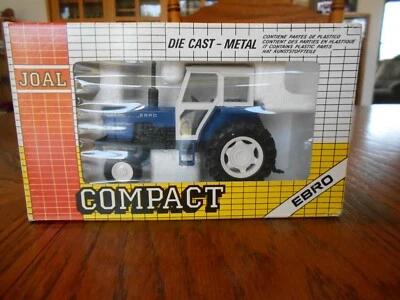 JOAL
DIE CAST - METAL
CONTIENE PARTES DE PLASTICO
CONTIENT DES PARTIES EN PLASTIQUE
IT CONTAINS PLASTIC PARTS
HAT KUNSTSTOFFTEILE
EBRO
COMPACT
EBRO